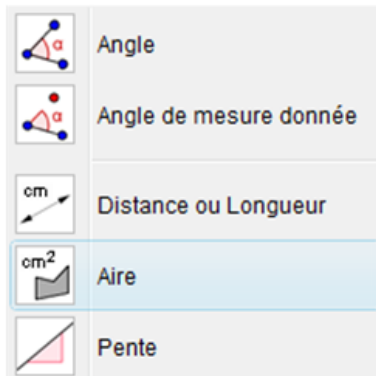 α Angle
α Angle de mesure donnée
cm Distance ou Longueur
cm² Aire
Pente